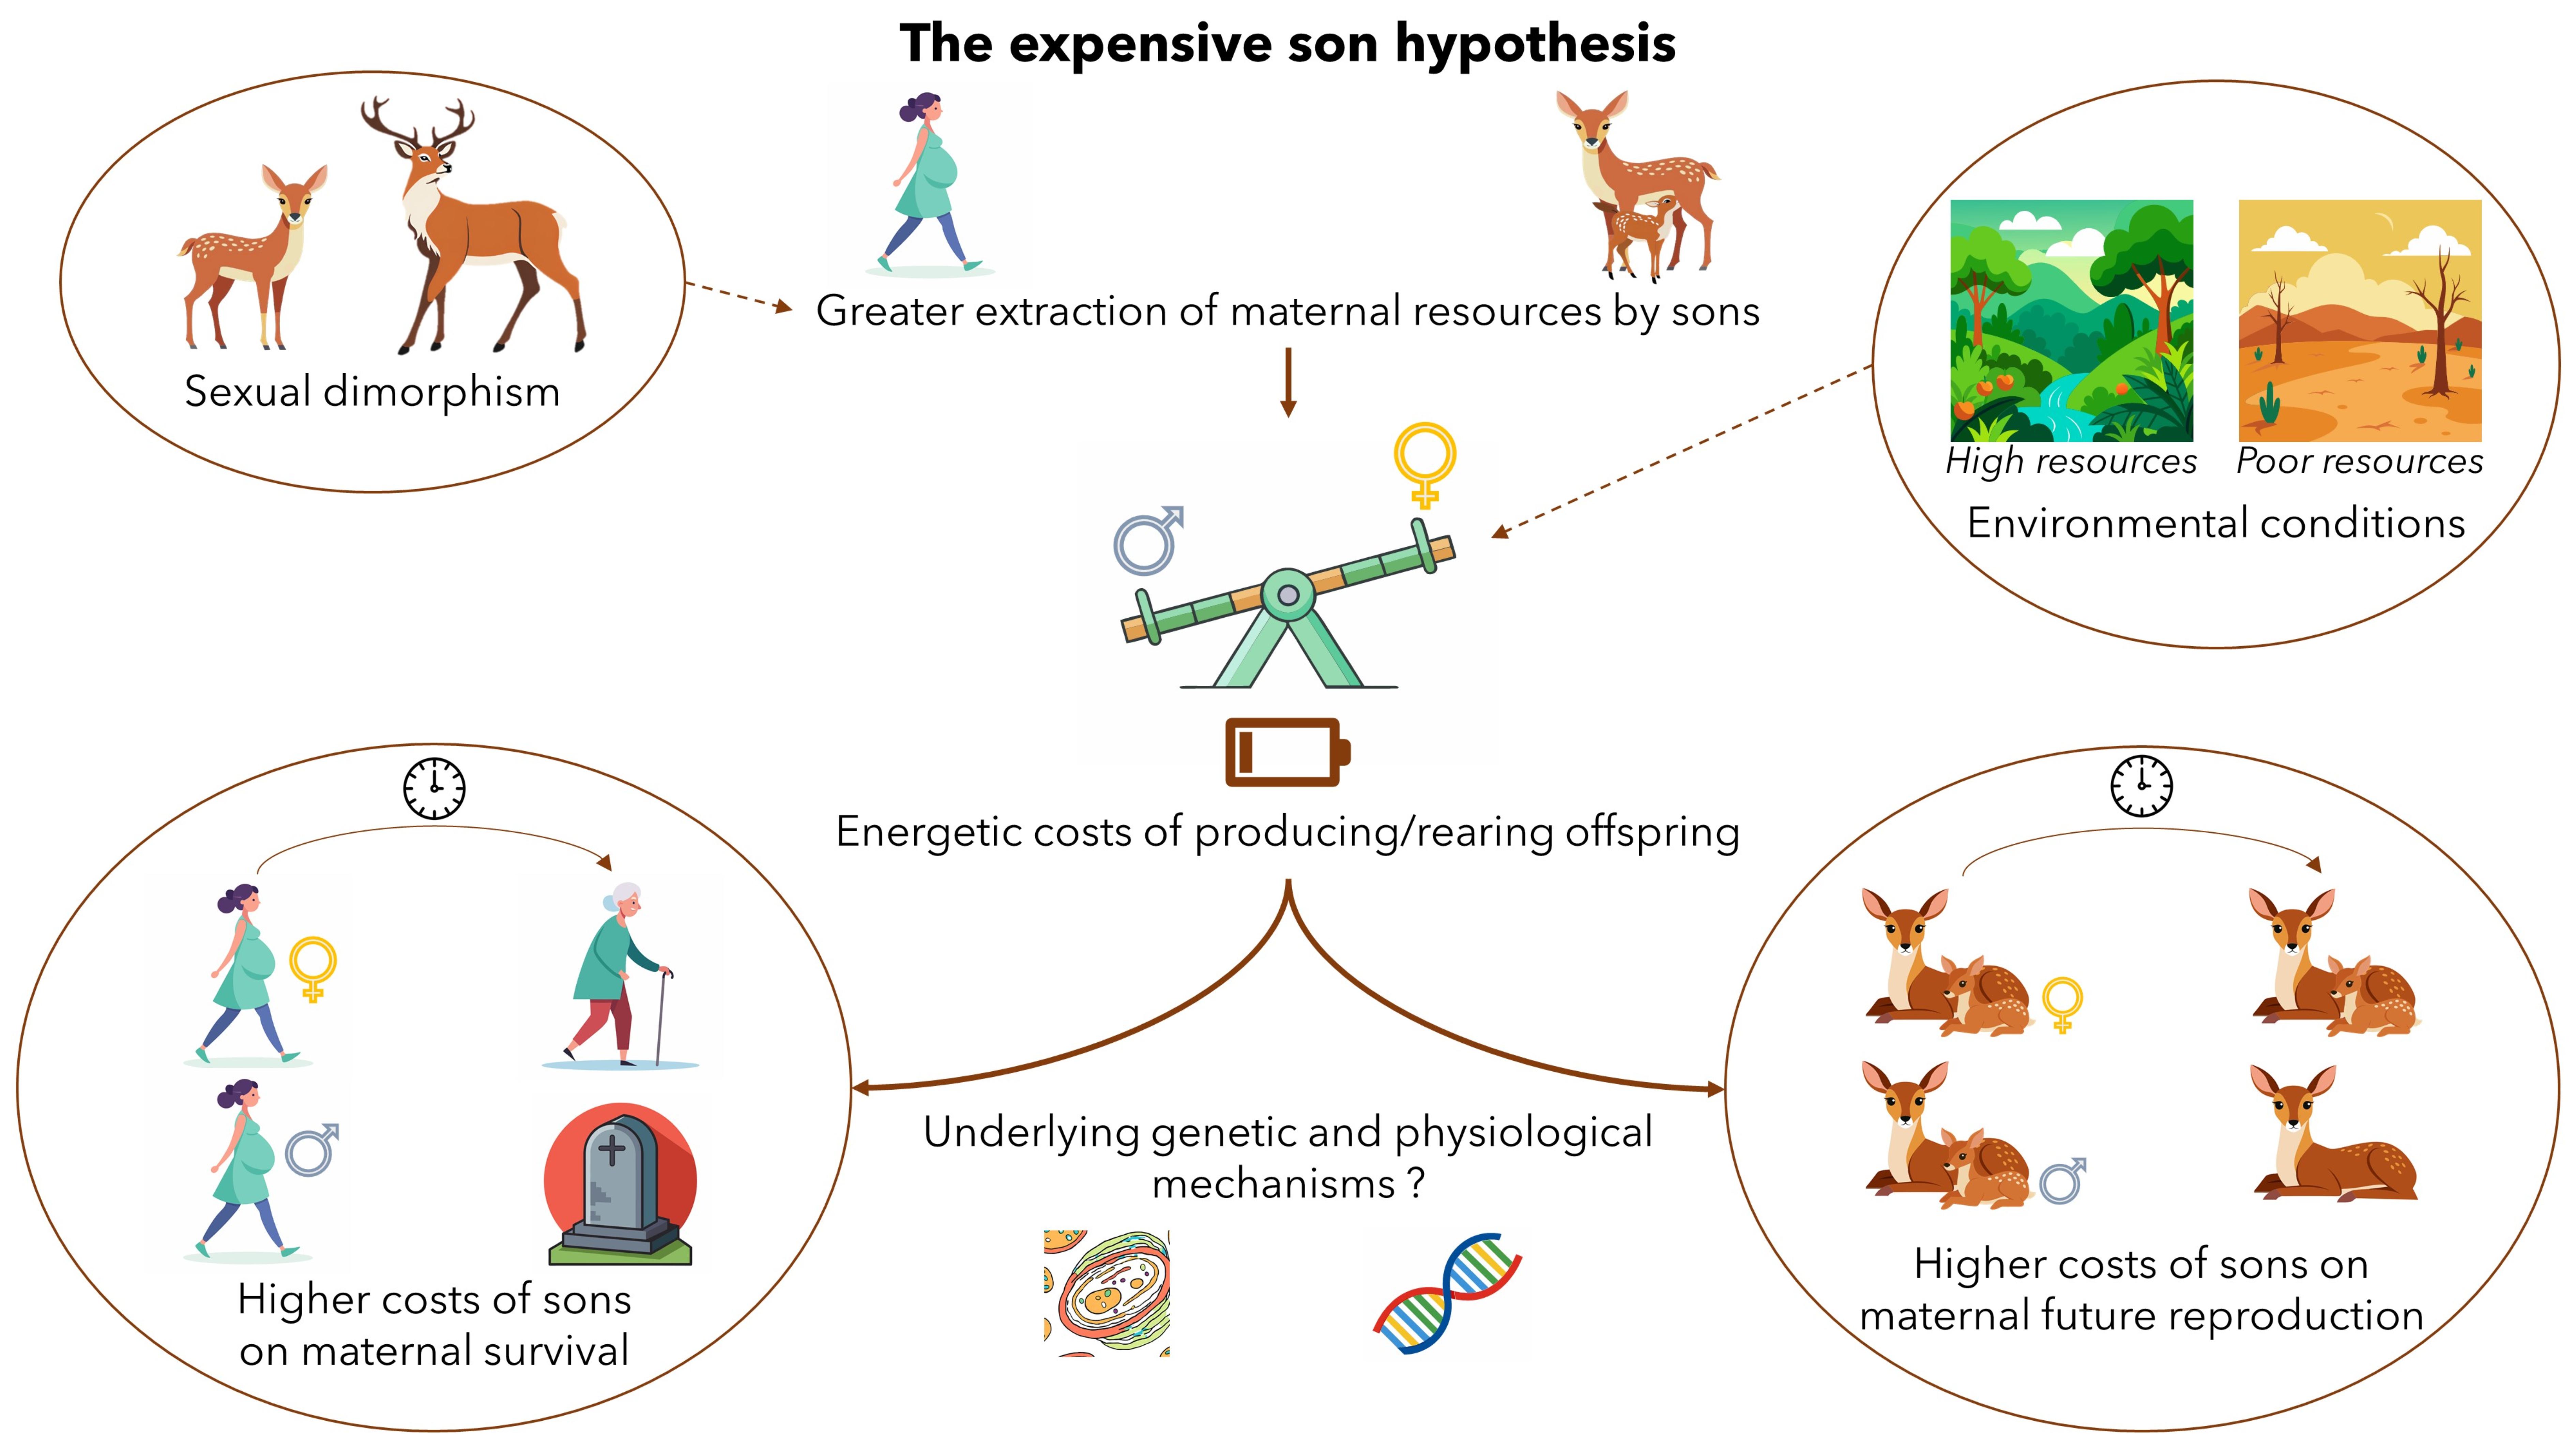 The expensive son hypothesis
Greater extraction of maternal resources by sons
Sexual dimorphism
High resources
Poor resources
Environmental conditions
Energetic costs of producing/rearing offspring
Underlying genetic and physiological
mechanisms ?
Higher costs of sons
on maternal survival
Higher costs of sons on
maternal future reproduction